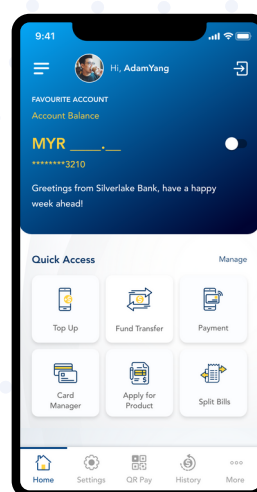 9:41
Hi, AdamYang
FAVOURITE ACCOUNT
Account Balance
MYR ____.__
********3210
Greetings from Silverlake Bank, have a happy
week ahead!
Quick Access
Manage
Top Up
Fund Transfer
Payment
Card
Manager
Apply for
Product
Split Bills
Home
Settings
QR Pay
History
More